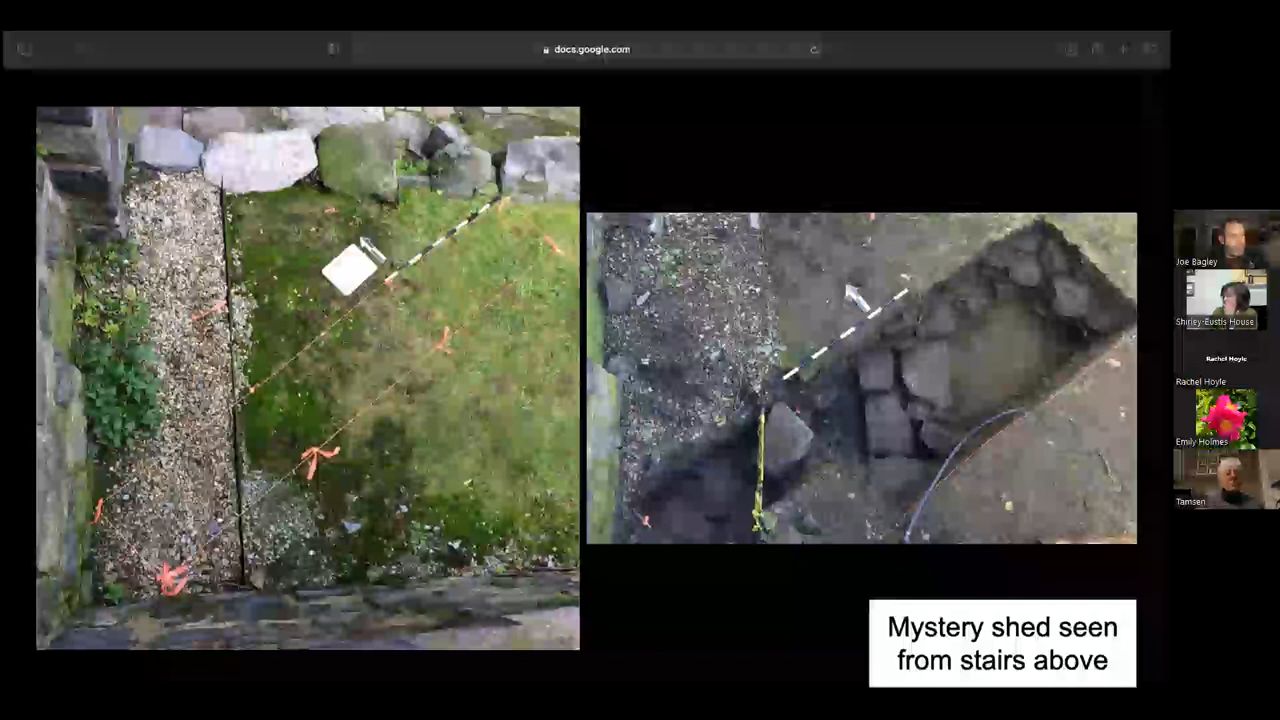 docs.google.com
Joe Bagley
Shirley-Eustis House
Rachel Hoyle
Rachel Hoyle
Emily Holmes
Tamsen
Mystery shed seen
from stairs above